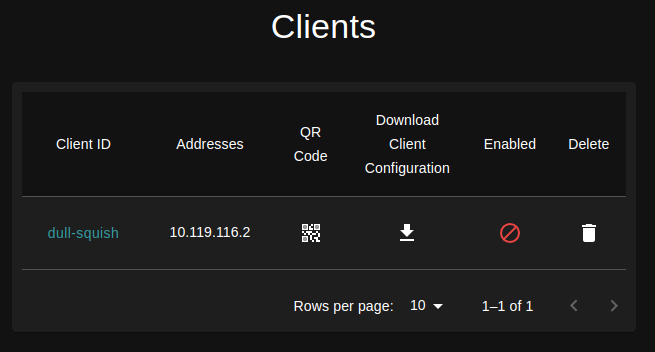 Clients
Client ID
Addresses
QR
Code
Download
Client
Configuration
Enabled
Delete
dull-squish
10.119.116.2
Rows per page: 10 1–1 of 1